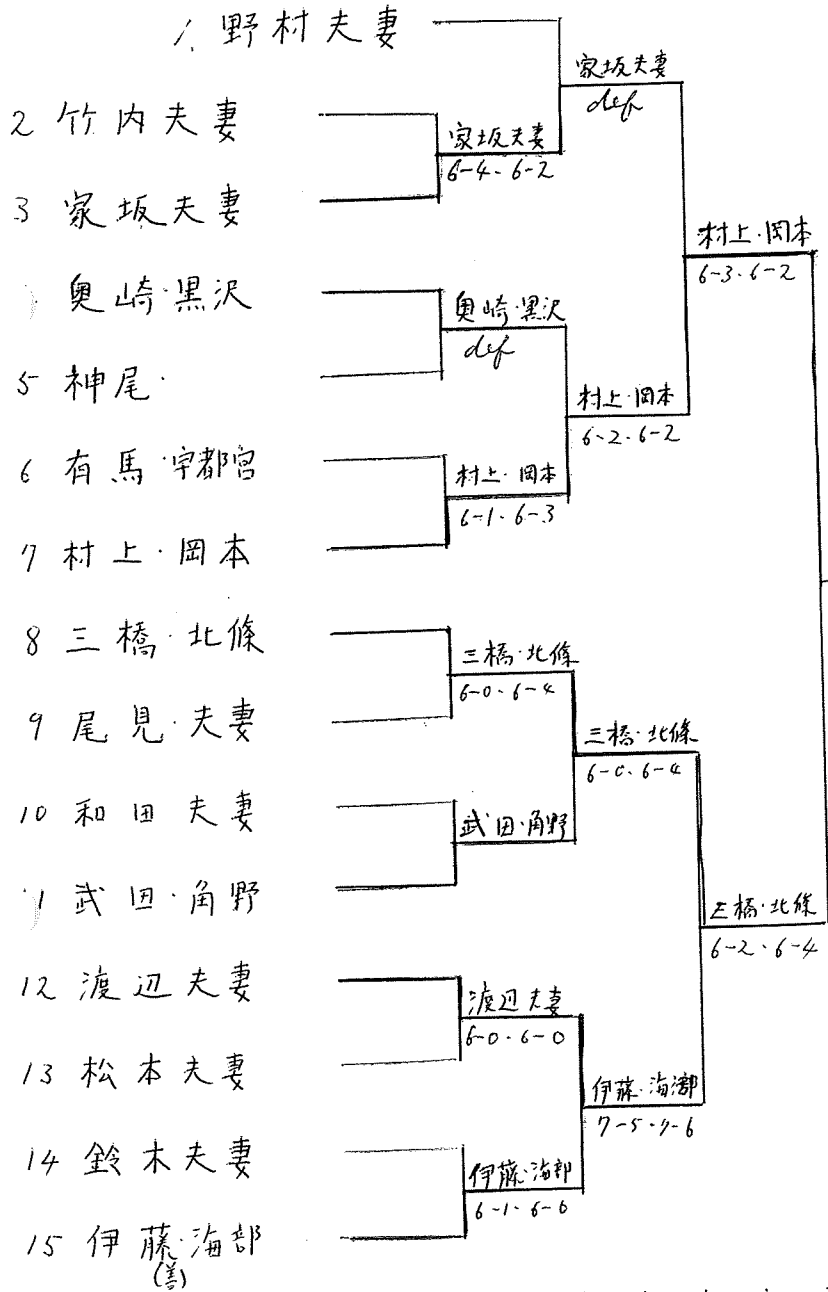 1. 野村夫妻
家坂夫妻
def
2 竹内夫妻
家坂夫妻
6-4・6-2
3 家坂夫妻
村上・岡本
6-3・6-2
奥崎・黒沢
奥崎・黒沢
def
5 神尾・
村上・岡本
6-2・6-2
6 有馬・宇都宮
村上・岡本
6-1・6-3
7 村上・岡本
8 三橋・北條
三橋・北條
6-0・6-4
9 尾見・夫妻
三橋・北條
6-0・6-4
10 和田夫妻
武田・角野
1 武田・角野
三橋・北條
6-2・6-4
12 渡辺夫妻
渡辺夫妻
6-0・6-0
13 松本夫妻
伊藤・海部
7-5・7-6
14 鈴木夫妻
伊藤・海部
6-1・6-0
15 伊藤・海部
(美)